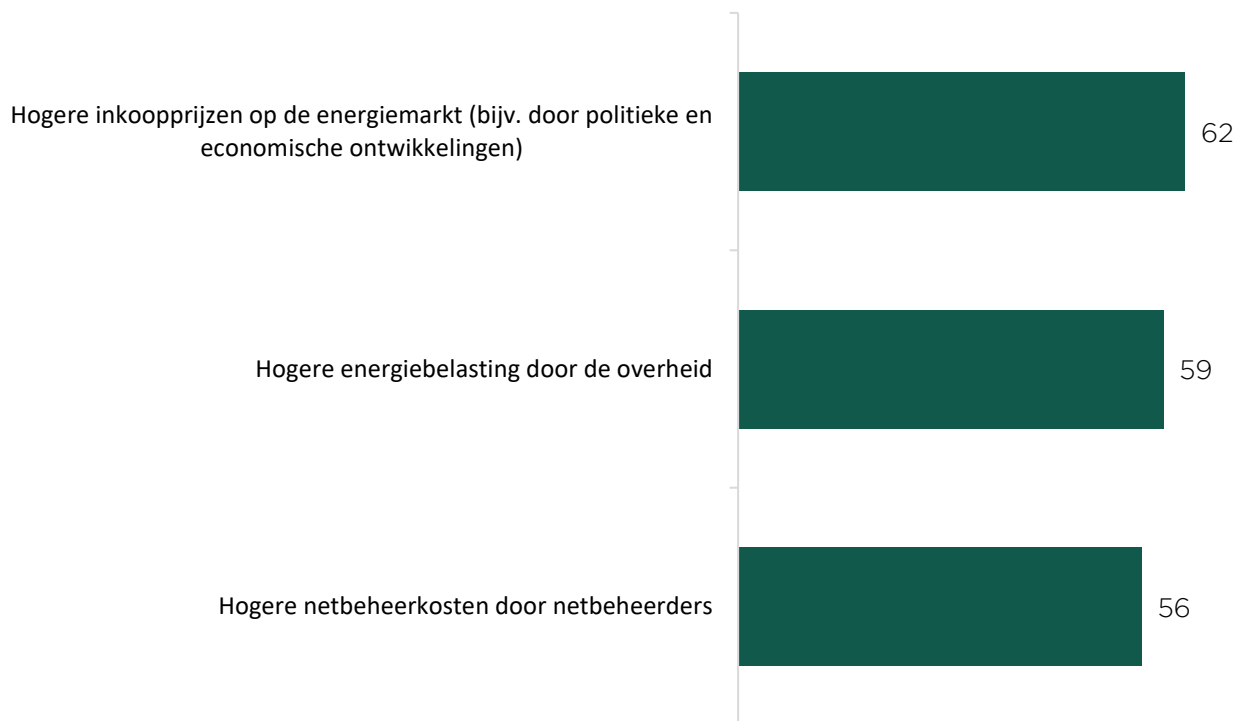 Hogere inkoopprijzen op de energiemarkt (bijv. door politieke en
economische ontwikkelingen)
62
Hogere energiebelasting door de overheid
59
Hogere netbeheerkosten door netbeheerders
56